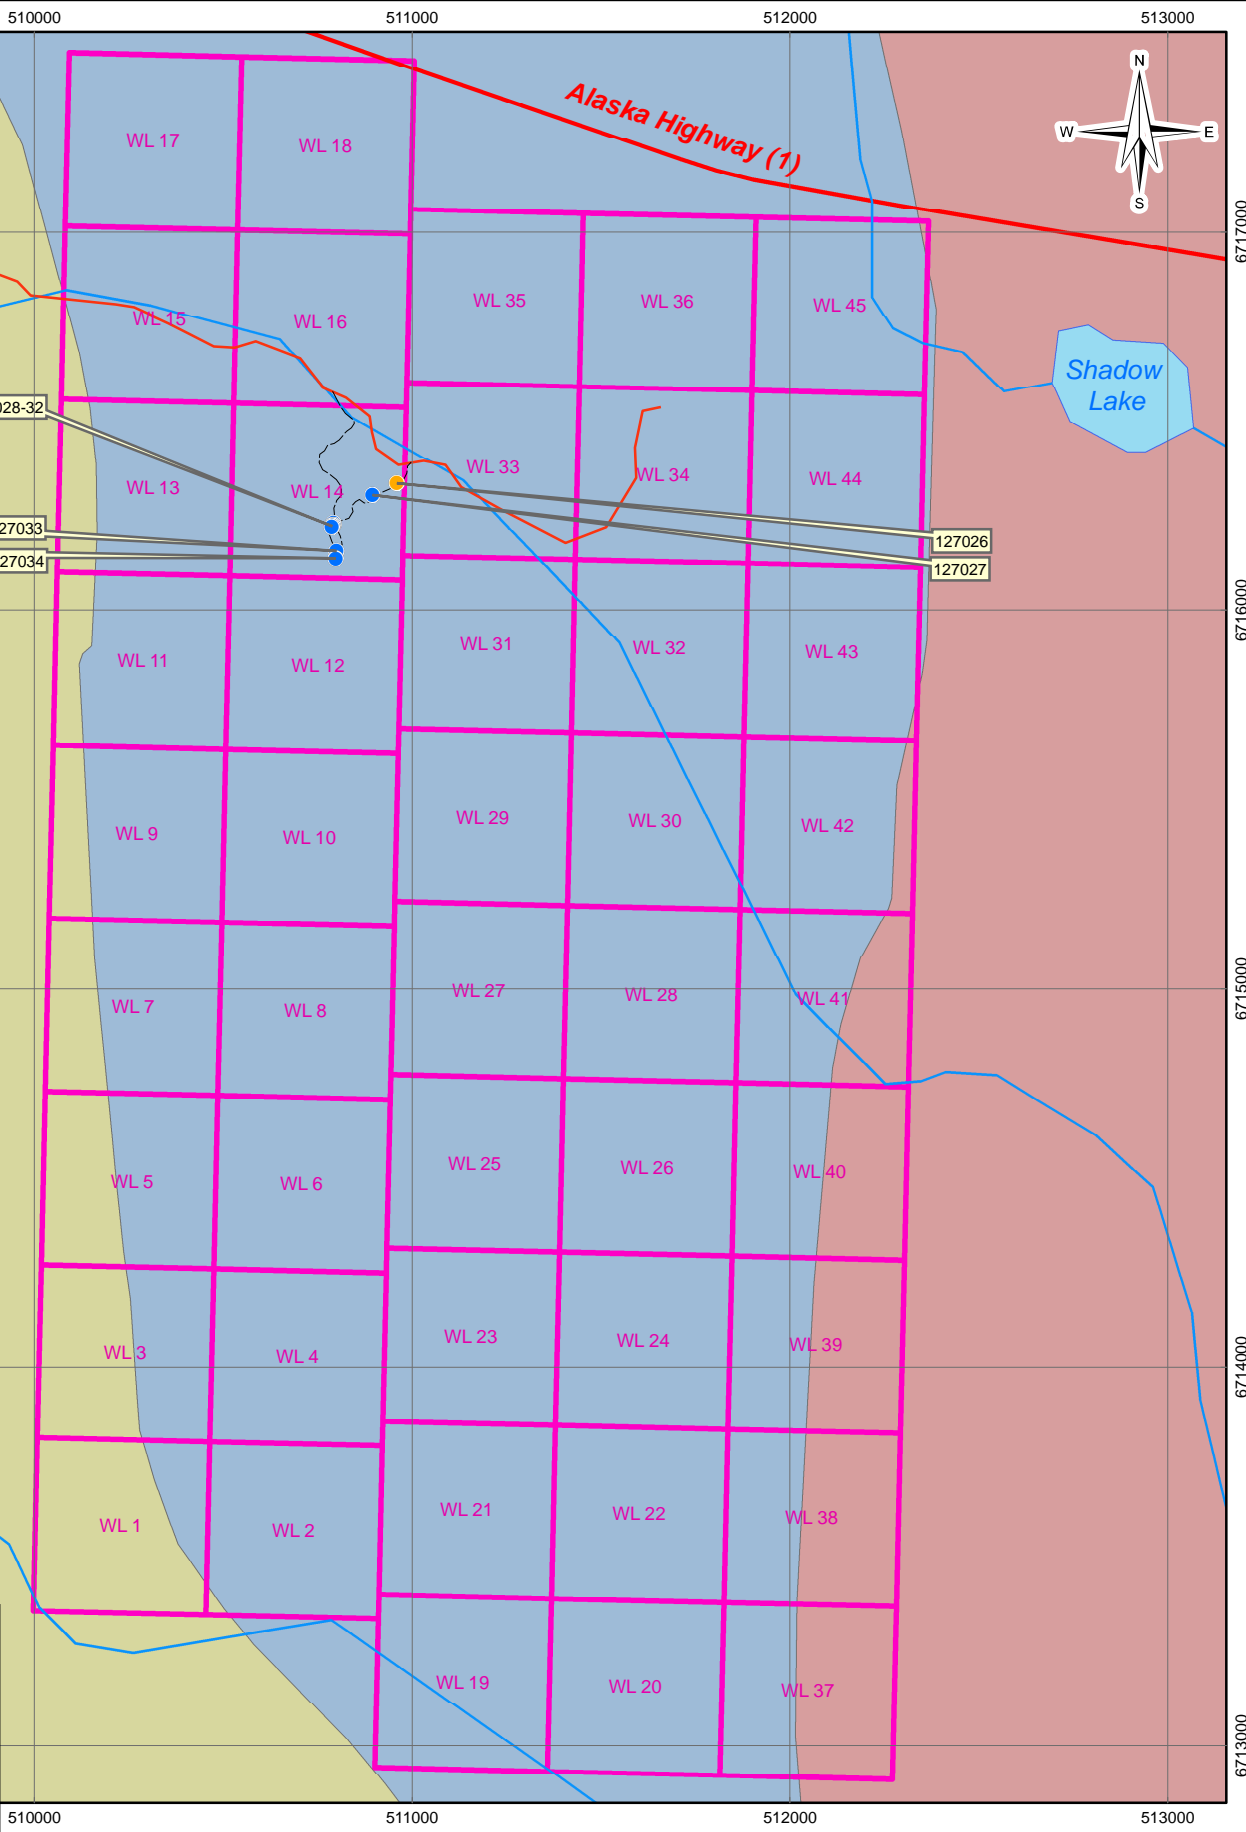 510000 511000 512000 513000
Alaska Highway (1)
N
W E
S
WL 17 WL 18
6717000
WL 35 WL 36 WL 45
WL 15 WL 16
Shadow
Lake
028-32
WL 33 WL 34 WL 44
WL 13 WL 14
27033
127026
27034
127027
6716000
WL 31 WL 32 WL 43
WL 11 WL 12
WL 29 WL 30 WL 42
WL 9 WL 10
WL 27 WL 28 WL 41
6715000
WL 7 WL 8
WL 25 WL 26 WL 40
WL 5 WL 6
WL 23 WL 24 WL 39
WL 3 WL 4
6714000
WL 21 WL 22 WL 38
WL 1 WL 2
WL 19 WL 20 WL 37
6713000
510000 511000 512000 513000